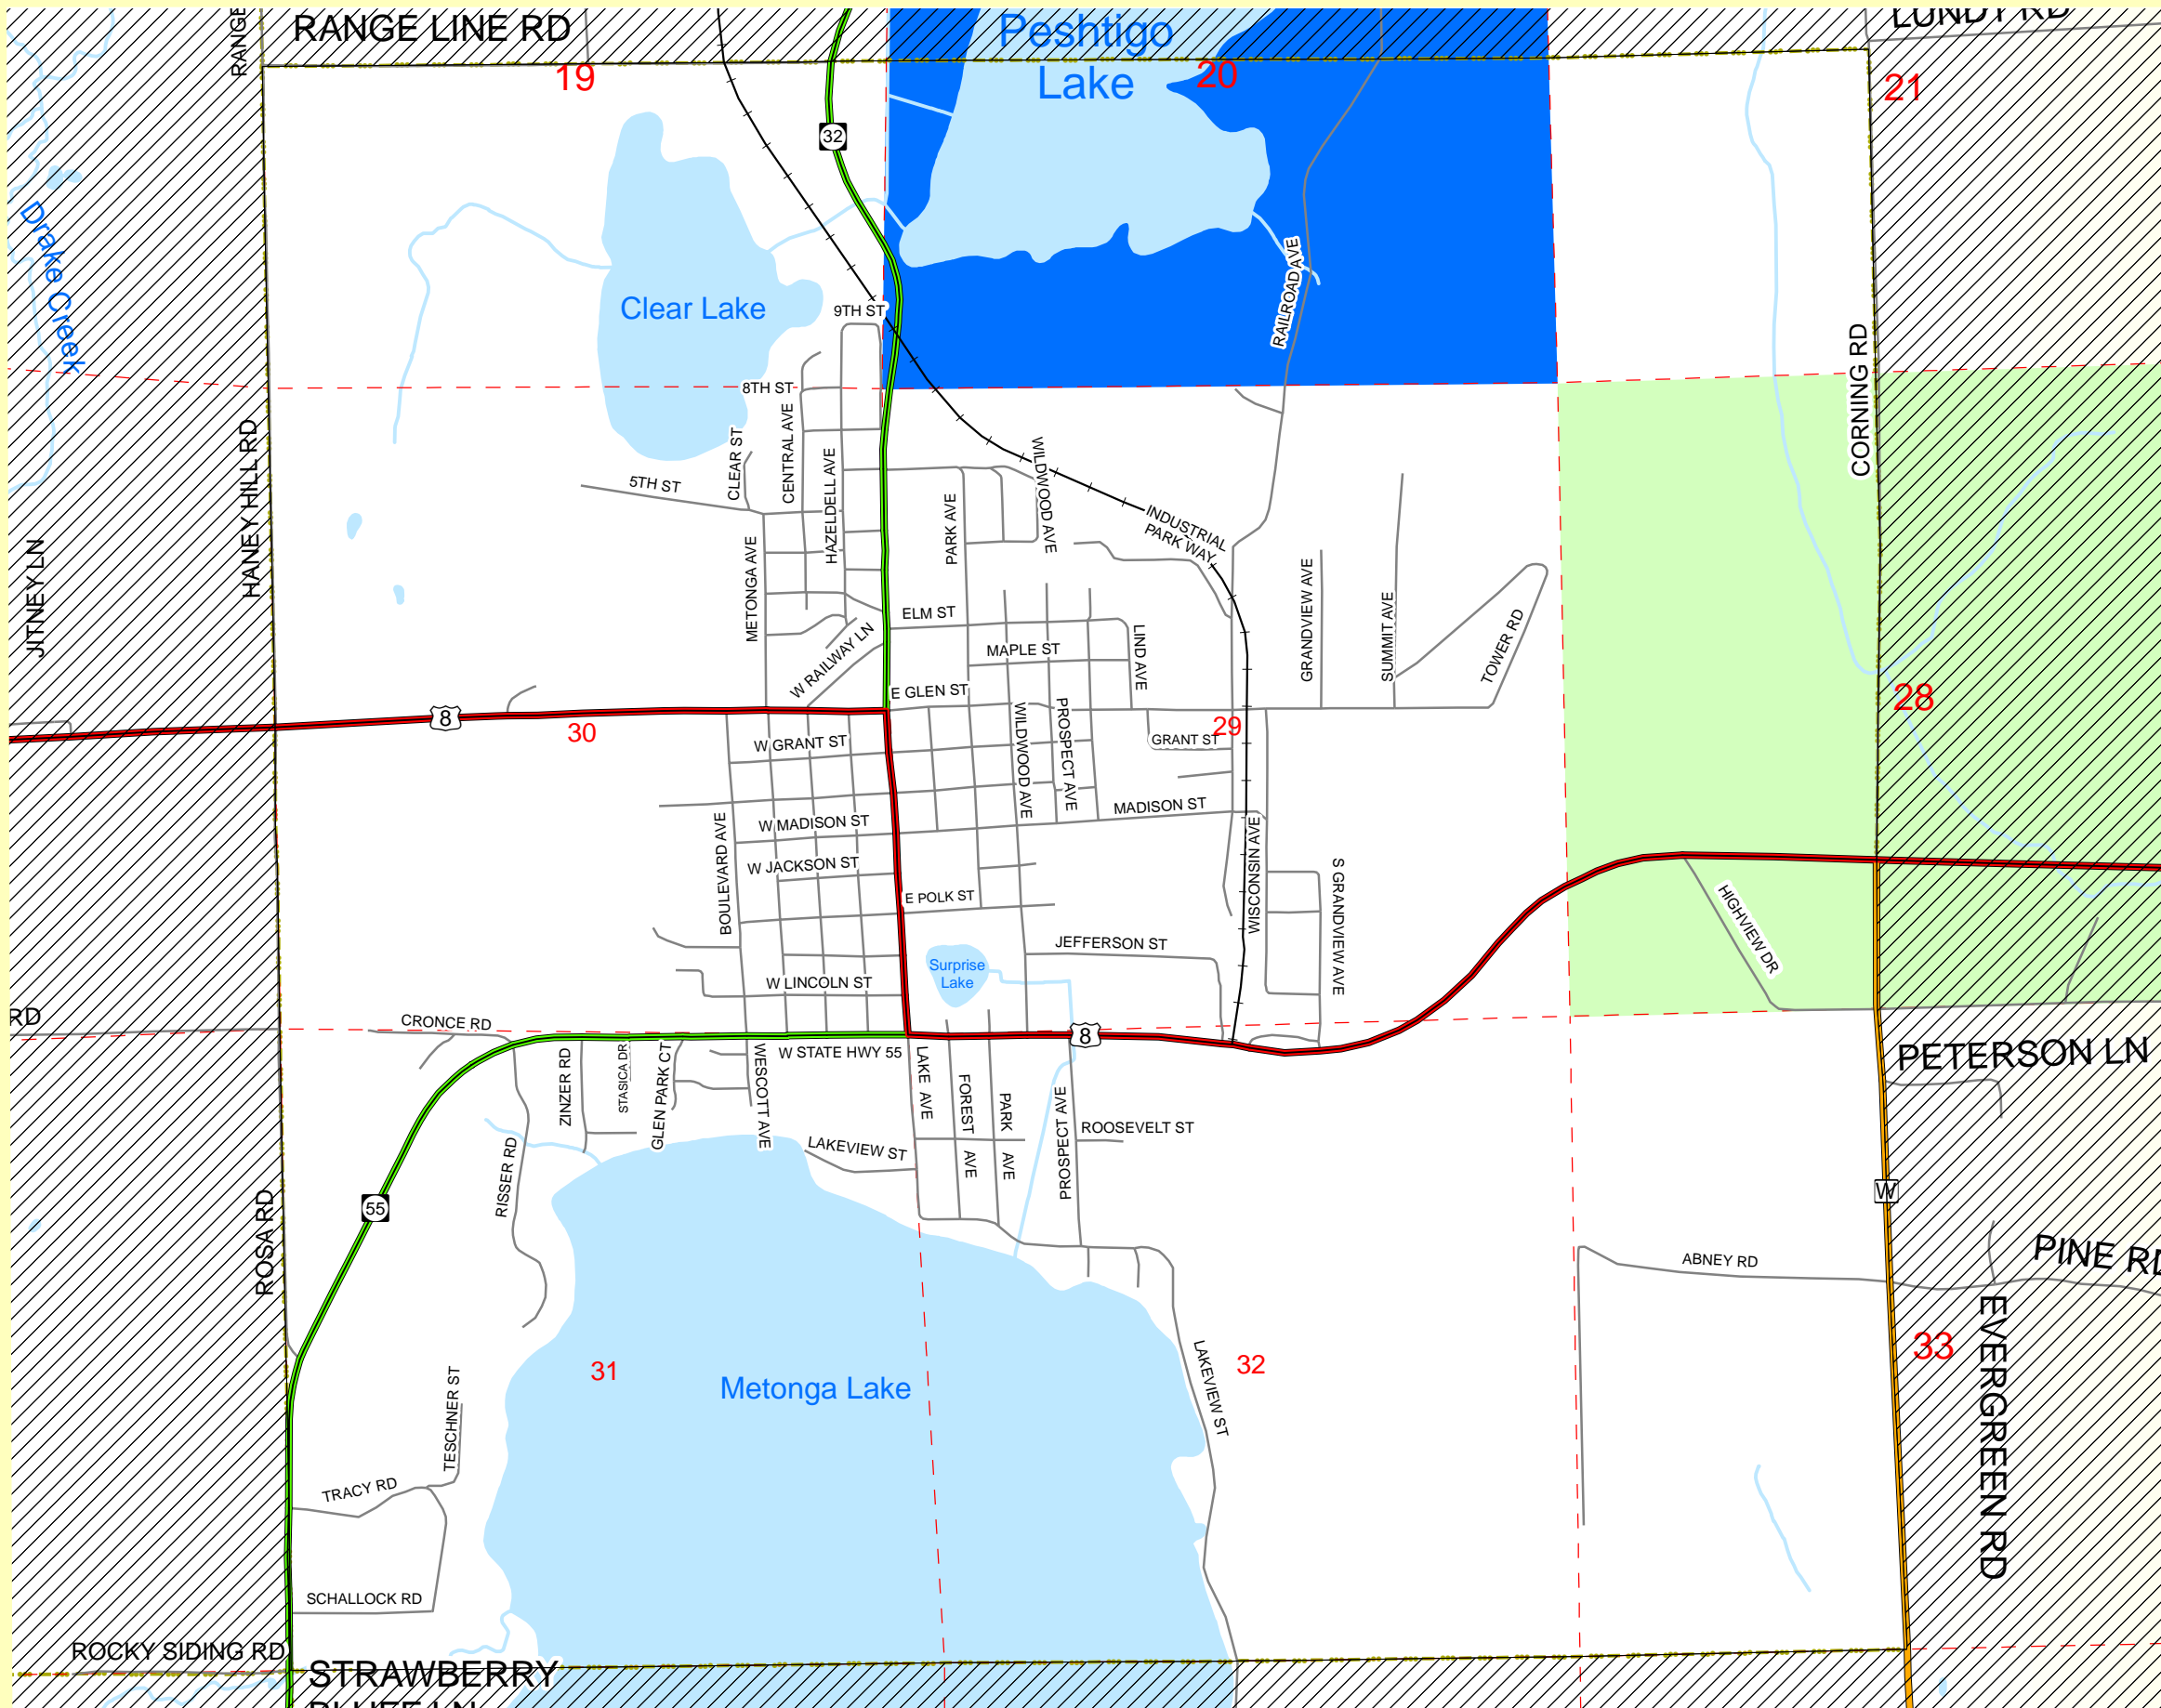 RANGE LINE RD
RANGE
Peshtigo
Lake
LUNDY RD
19
20
21
32
Drake Creek
Clear Lake
9TH ST
RAILROAD AVE
CORNING RD
8TH ST
HANEY HILL RD
CLEAR ST
CENTRAL AVE
HAZELDELL AVE
WILDWOOD AVE
5TH ST
PARK AVE
INDUSTRIAL
PARK WAY
JITNEY LN
METONGA AVE
GRANDVIEW AVE
SUMMIT AVE
TOWER RD
ELM ST
LIND AVE
W RAILWAY LN
MAPLE ST
E GLEN ST
8
30
29
28
W GRANT ST
WILDWOOD AVE
PROSPECT AVE
GRANT ST
MADISON ST
W MADISON ST
BOULEVARD AVE
WISCONSIN AVE
W JACKSON ST
S GRANDVIEW AVE
E POLK ST
HIGHVIEW DR
JEFFERSON ST
Surprise
Lake
W LINCOLN ST
RD
CRONCE RD
8
W STATE HWY 55
PETERSON LN
ZINZER RD
STASICA DR
GLEN PARK CT
WESCOTT AVE
LAKE AVE
FOREST AVE
PARK AVE
PROSPECT AVE
ROOSEVELT ST
LAKEVIEW ST
RISSER RD
55
ROSA RD
W
ABNEY RD
PINE RD
EVERGREEN RD
31
32
33
Metonga Lake
LAKEVIEW ST
TESCHNER ST
TRACY RD
SCHALLOCK RD
ROCKY SIDING RD
STRAWBERRY
BLUFF LN